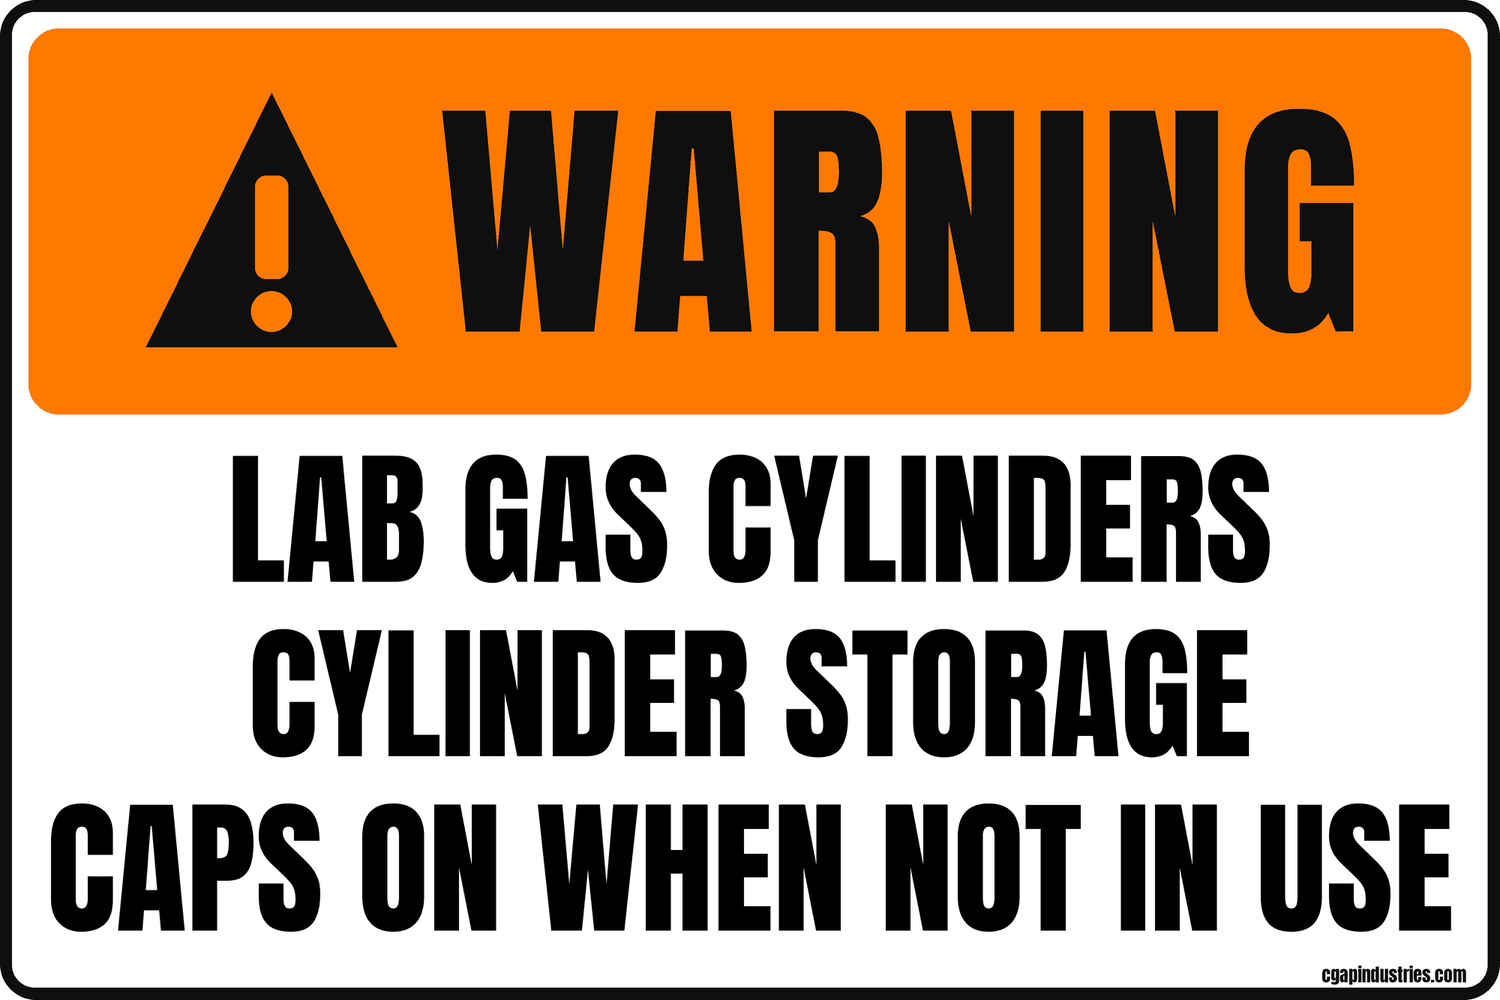 WARNING
LAB GAS CYLINDERS
CYLINDER STORAGE
CAPS ON WHEN NOT IN USE
cgapindustries.com